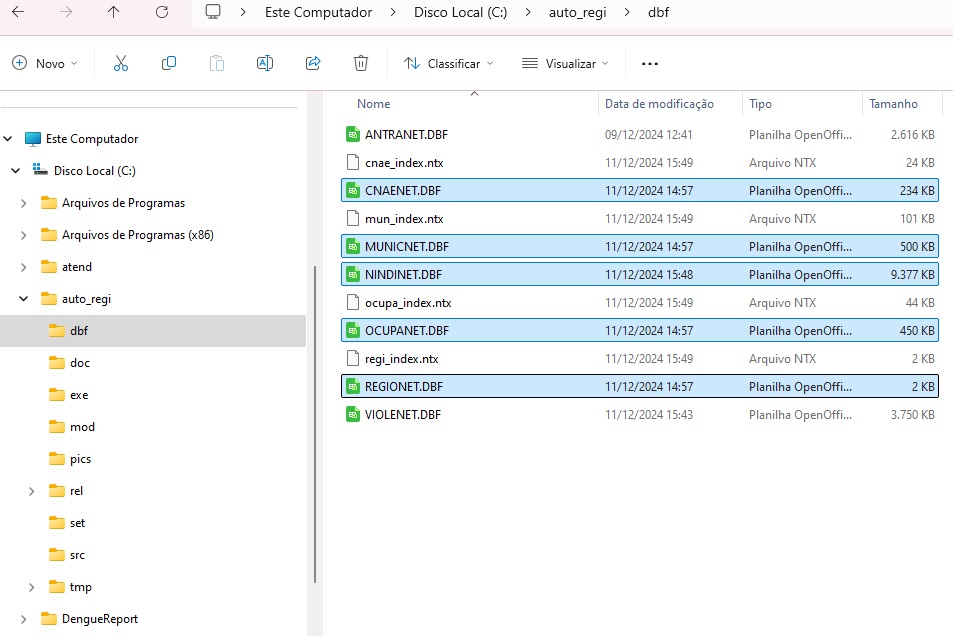 Este Computador > Disco Local (C:) > auto_regi > dbf
Novo Classificar Visualizar ...
Nome Data de modificação Tipo Tamanho
Este Computador
Disco Local (C:)
Arquivos de Programas
Arquivos de Programas (x86)
atend
auto_regi
dbf
doc
exe
mod
pics
rel
set
src
tmp
DengueReport
ANTRANET.DBF 09/12/2024 12:41 Planilha OpenOffi... 2.616 KB
cnae_index.ntx 11/12/2024 15:49 Arquivo NTX 24 KB
CNAENET.DBF 11/12/2024 14:57 Planilha OpenOffi... 234 KB
mun_index.ntx 11/12/2024 15:49 Arquivo NTX 101 KB
MUNICNET.DBF 11/12/2024 14:57 Planilha OpenOffi... 500 KB
NINDINET.DBF 11/12/2024 15:48 Planilha OpenOffi... 9.377 KB
ocupa_index.ntx 11/12/2024 15:49 Arquivo NTX 44 KB
OCUPANET.DBF 11/12/2024 14:57 Planilha OpenOffi... 450 KB
regi_index.ntx 11/12/2024 15:49 Arquivo NTX 2 KB
REGIONET.DBF 11/12/2024 14:57 Planilha OpenOffi... 2 KB
VIOLENET.DBF 11/12/2024 15:43 Planilha OpenOffi... 3.750 KB